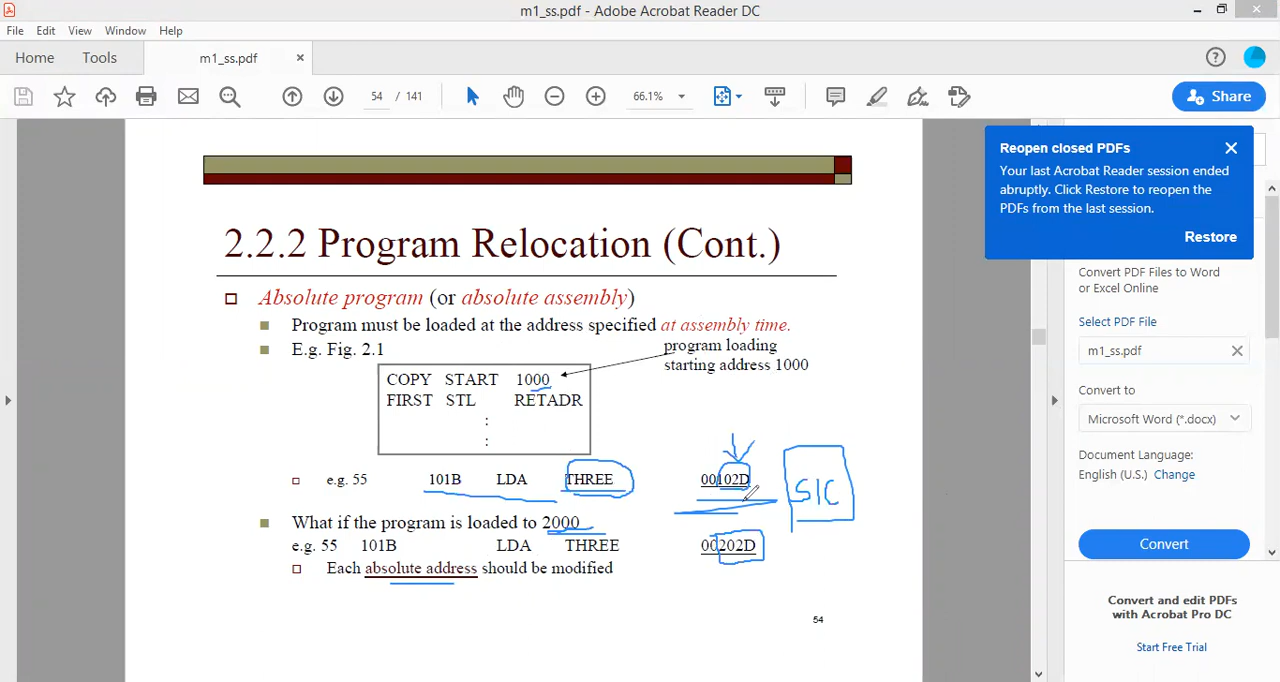 m1_ss.pdf - Adobe Acrobat Reader DC
File Edit View Window Help
Home Tools m1_ss.pdf
54 / 141 66.1% Share
Reopen closed PDFs
Your last Acrobat Reader session ended
abruptly. Click Restore to reopen the
PDFs from the last session.
Restore
2.2.2 Program Relocation (Cont.)
Absolute program (or absolute assembly)
Program must be loaded at the address specified at assembly time.
E.g. Fig. 2.1
program loading
starting address 1000
COPY START 1000
FIRST STL RETADR
:
:
e.g. 55 101B LDA THREE 00102D
SIC
What if the program is loaded to 2000
e.g. 55 101B LDA THREE 00202D
Each absolute address should be modified
54
Convert PDF Files to Word
or Excel Online
Select PDF File
m1_ss.pdf
Convert to
Microsoft Word (*.docx)
Document Language:
English (U.S.) Change
Convert
Convert and edit PDFs
with Acrobat Pro DC
Start Free Trial